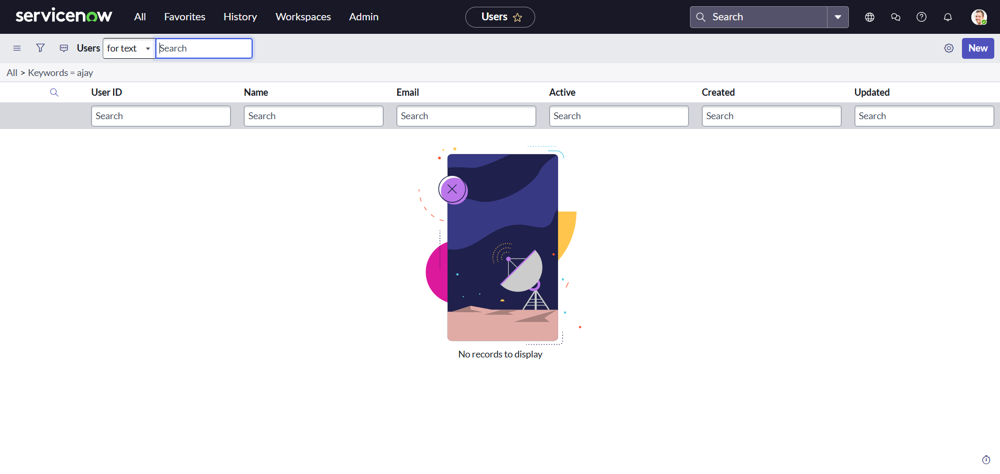 servicenow All Favorites History Workspaces Admin Users Search
Users for text Search New
All > Keywords = ajay
User ID Name Email Active Created Updated
Search Search Search Search Search Search
No records to display